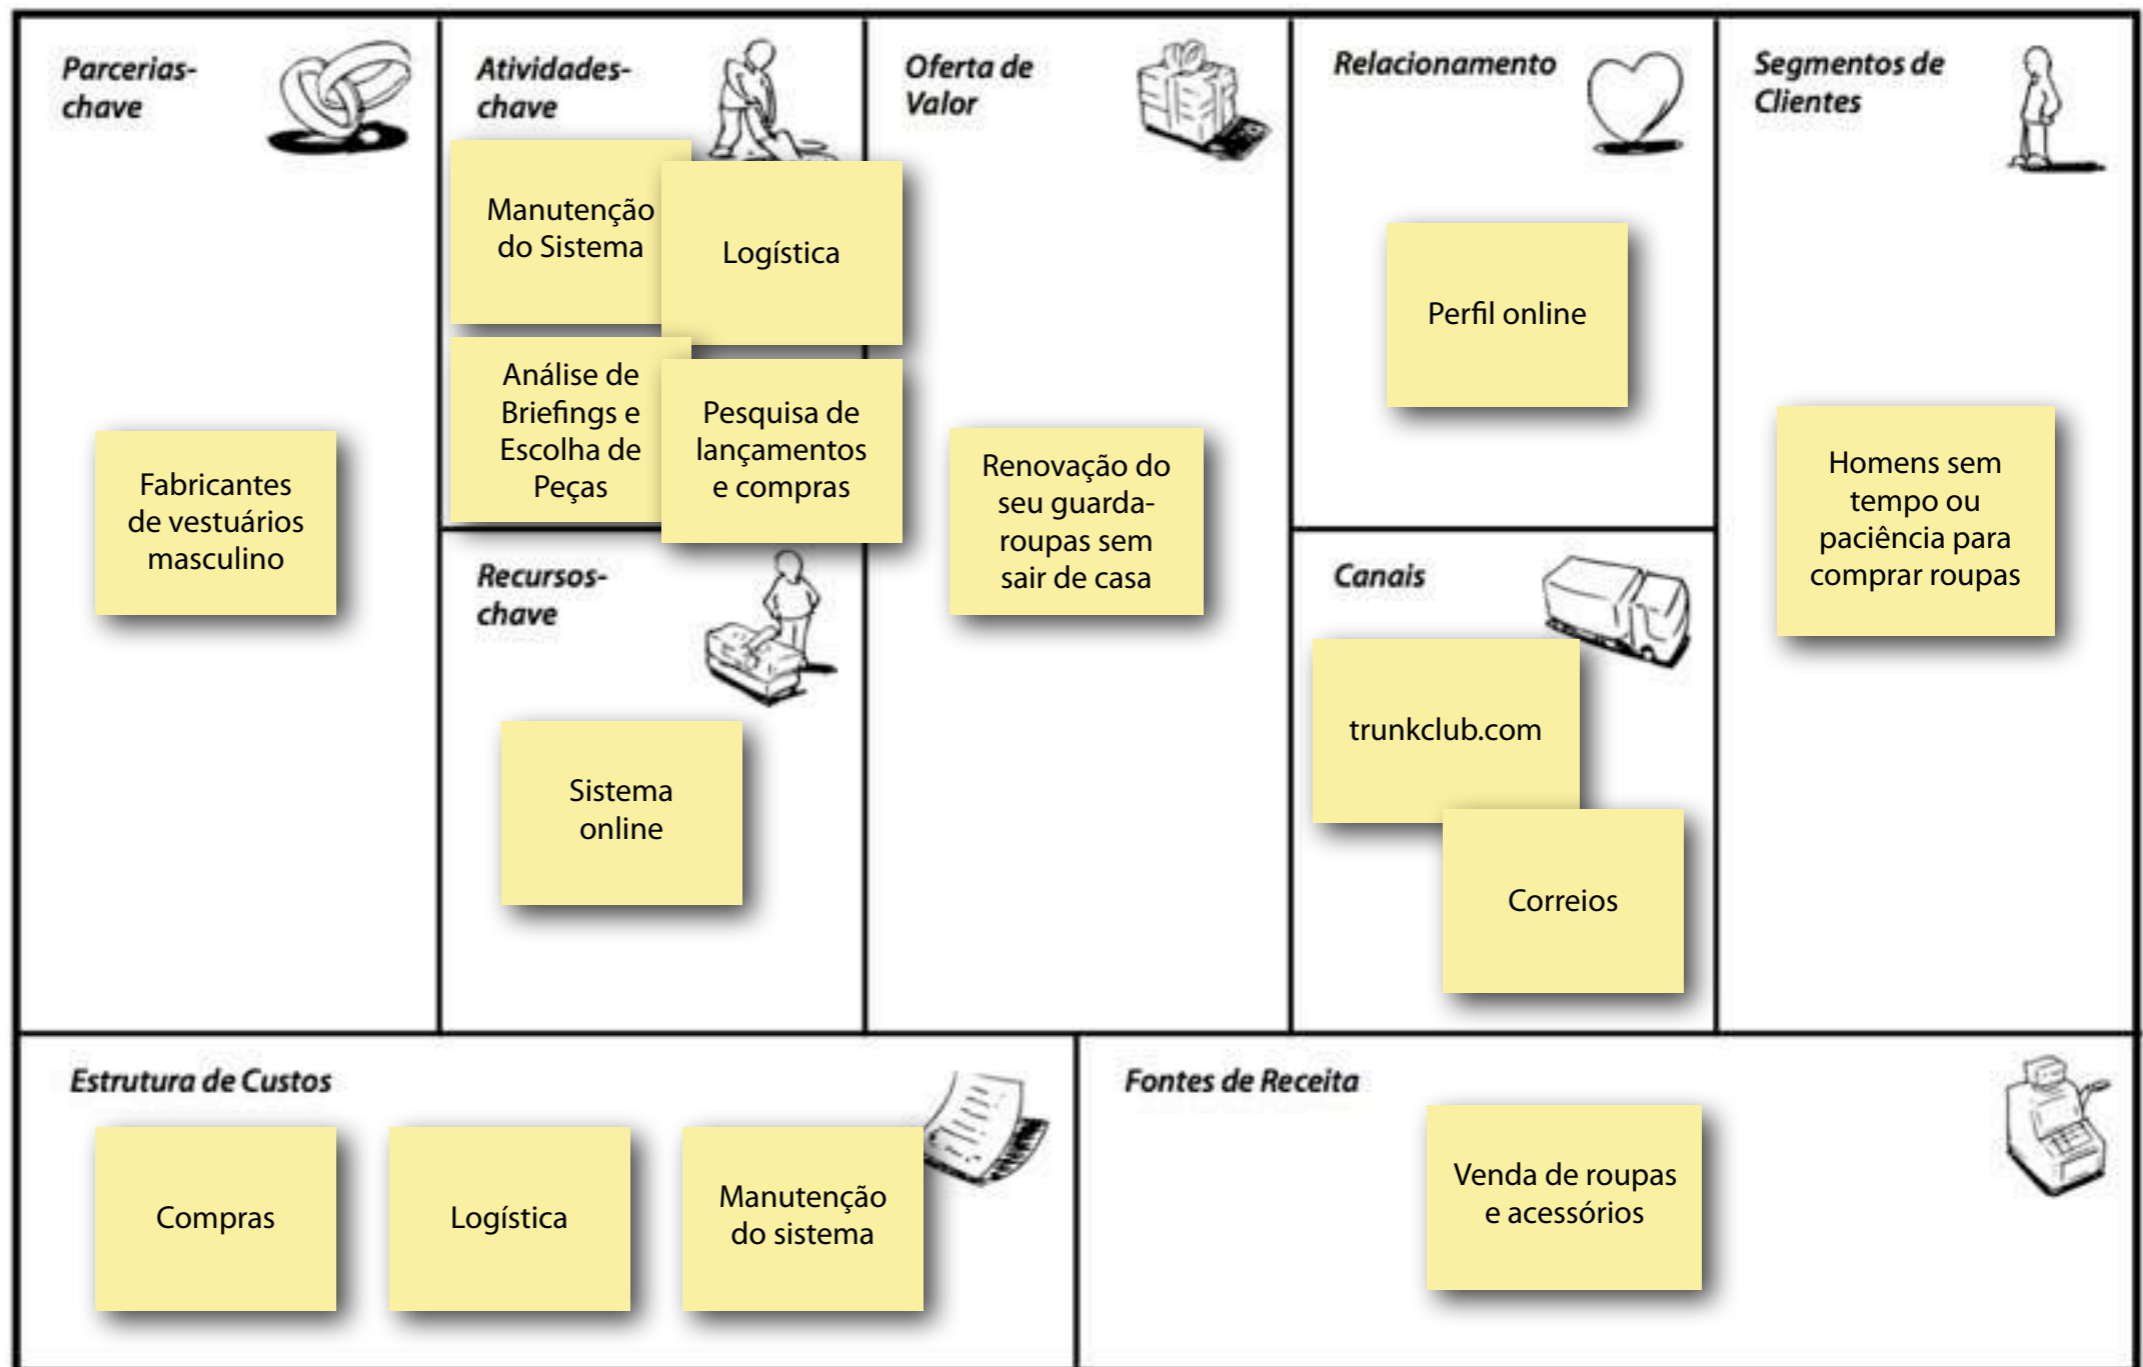 Parcerias-
chave
Fabricantes
de vestuários
masculino
Atividades-
chave
Manutenção
do Sistema
Logística
Análise de
Briefings e
Escolha de
Peças
Pesquisa de
lançamentos
e compras
Recursos-
chave
Sistema
online
Oferta de
Valor
Renovação do
seu guarda-
roupas sem
sair de casa
Relacionamento
Perfil online
Canais
trunkclub.com
Correios
Segmentos de
Clientes
Homens sem
tempo ou
paciência para
comprar roupas
Estrutura de Custos
Compras
Logística
Manutenção
do sistema
Fontes de Receita
Venda de roupas
e acessórios